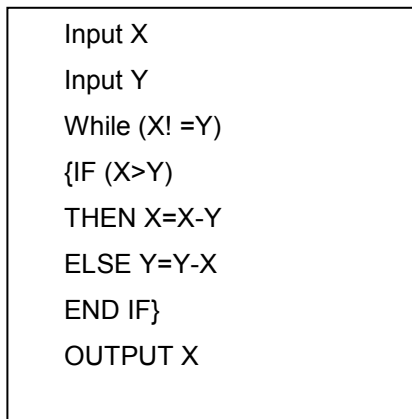 Input X
Input Y
While (X! =Y)
{IF (X>Y)
THEN X=X-Y
ELSE Y=Y-X
END IF}
OUTPUT X